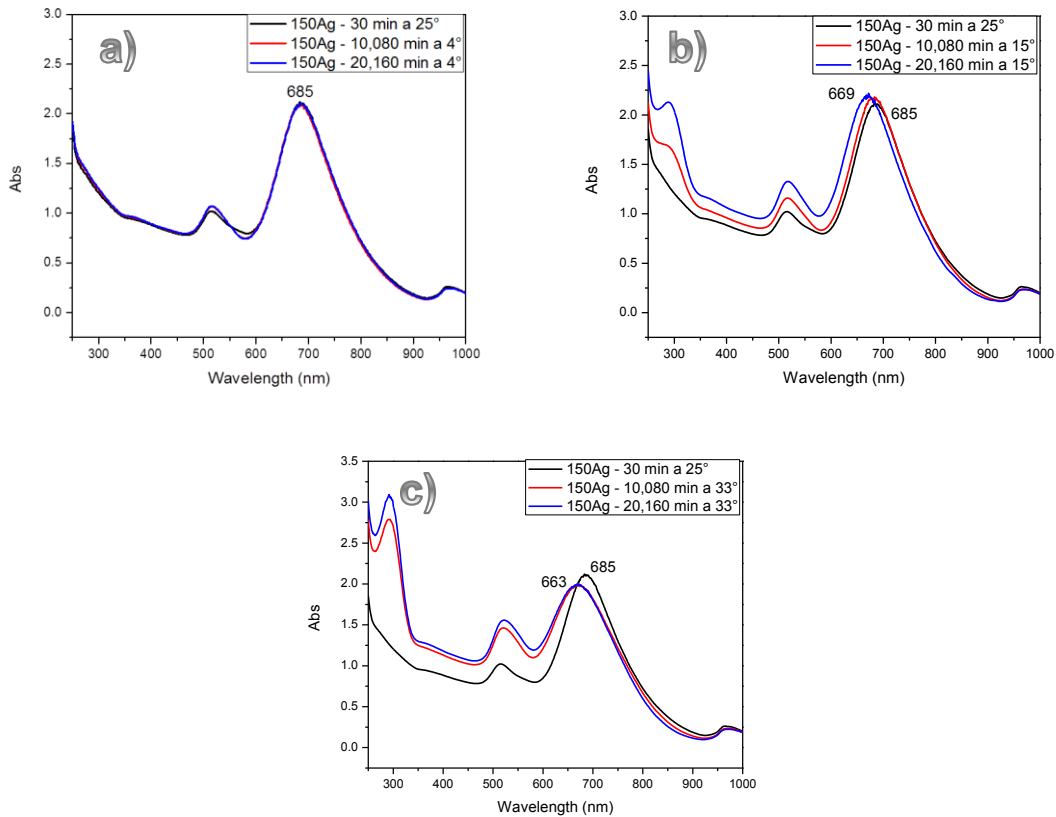 a)
150Ag - 30 min a 25°
150Ag - 10,080 min a 4°
150Ag - 20,160 min a 4°
685
3.0
2.5
2.0
1.5
1.0
0.5
0.0
Abs
300 400 500 600 700 800 900 1000
Wavelength (nm)
b)
150Ag - 30 min a 25°
150Ag - 10,080 min a 15°
150Ag - 20,160 min a 15°
669
685
3.0
2.5
2.0
1.5
1.0
0.5
0.0
Abs
300 400 500 600 700 800 900 1000
Wavelength (nm)
c)
150Ag - 30 min a 25°
150Ag - 10,080 min a 33°
150Ag - 20,160 min a 33°
663
685
3.5
3.0
2.5
2.0
1.5
1.0
0.5
0.0
Abs
300 400 500 600 700 800 900 1000
Wavelength (nm)